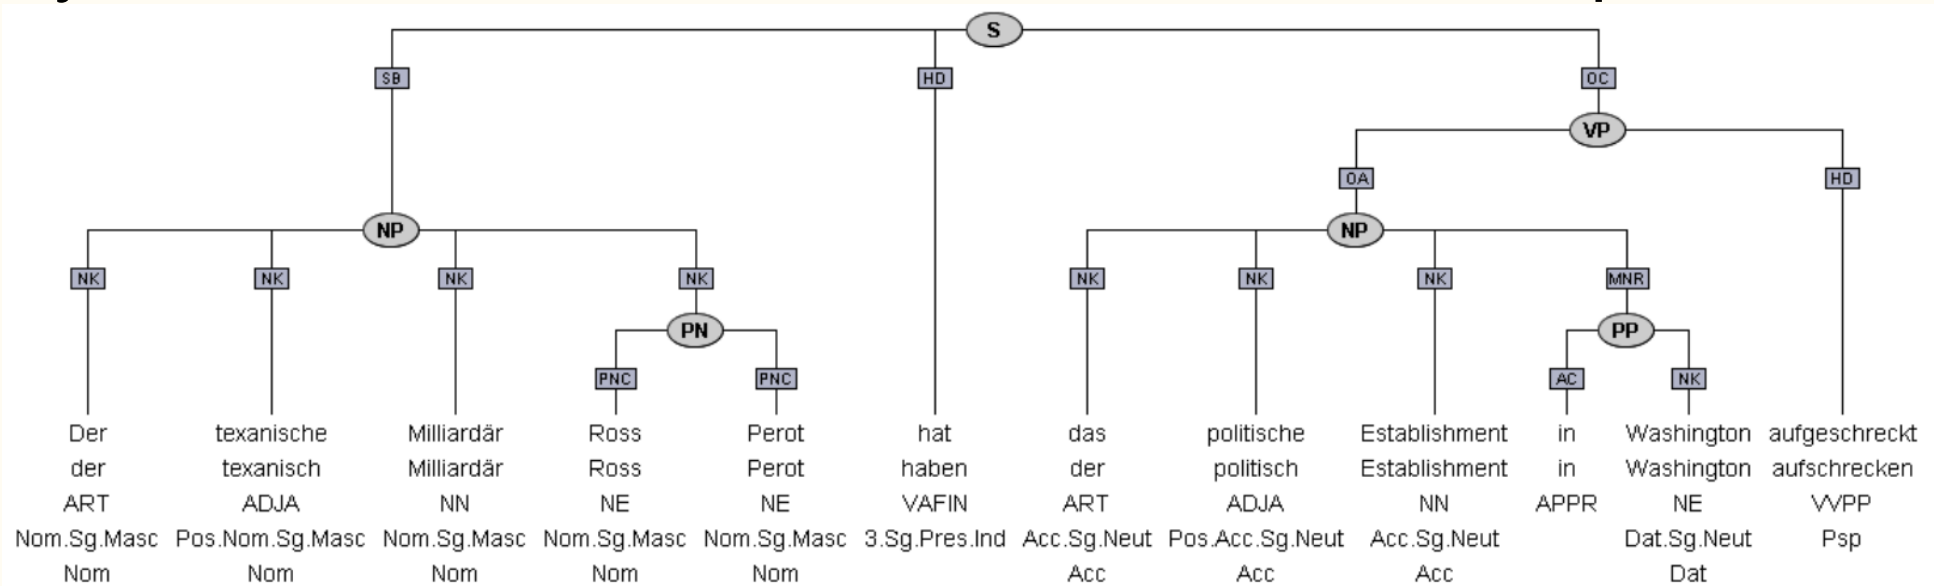 S
SB HD OC
VP
OA HD
NP NP
NK NK NK NK NK NK NK MNR
PN PP
PNC PNC AC NK
Der texanische Milliardär Ross Perot hat das politische Establishment in Washington aufgeschreckt
der texanisch Milliardär Ross Perot haben der politisch Establishment in Washington aufschrecken
ART ADJA NN NE NE VAFIN ART ADJA NN APPR NE VVPP
Nom.Sg.Masc Pos.Nom.Sg.Masc Nom.Sg.Masc Nom.Sg.Masc Nom.Sg.Masc 3.Sg.Pres.Ind Acc.Sg.Neut Pos.Acc.Sg.Neut Acc.Sg.Neut Dat.Sg.Neut Psp
Nom Nom Nom Nom Nom Acc Acc Acc Dat